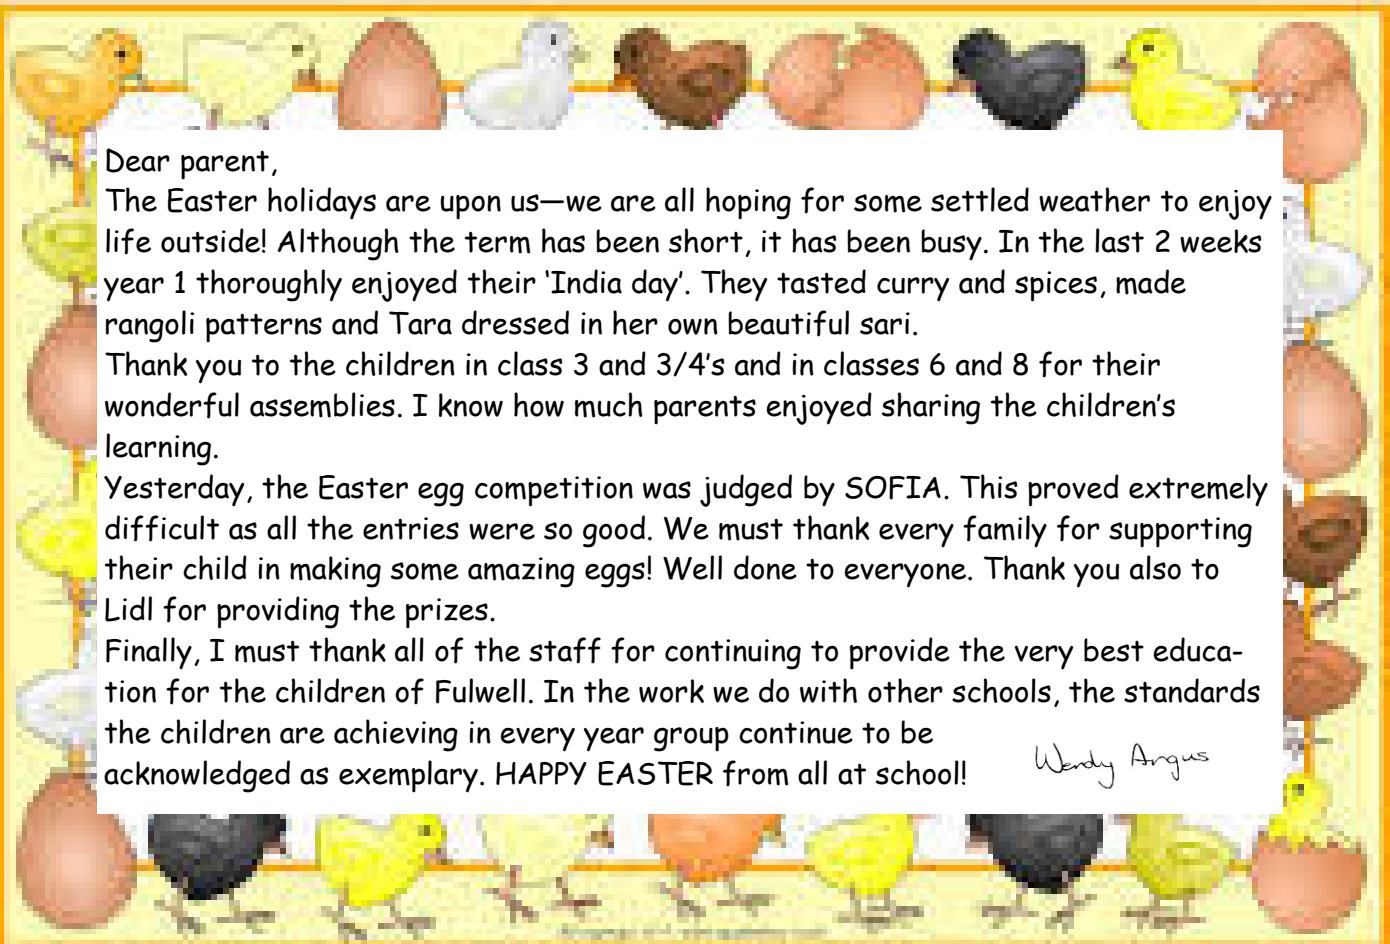 Dear parent,
The Easter holidays are upon us—we are all hoping for some settled weather to enjoy
life outside! Although the term has been short, it has been busy. In the last 2 weeks
year 1 thoroughly enjoyed their ‘India day’. They tasted curry and spices, made
rangoli patterns and Tara dressed in her own beautiful sari.
Thank you to the children in class 3 and 3/4’s and in classes 6 and 8 for their
wonderful assemblies. I know how much parents enjoyed sharing the children’s
learning.
Yesterday, the Easter egg competition was judged by SOFIA. This proved extremely
difficult as all the entries were so good. We must thank every family for supporting
their child in making some amazing eggs! Well done to everyone. Thank you also to
Lidl for providing the prizes.
Finally, I must thank all of the staff for continuing to provide the very best educa-
tion for the children of Fulwell. In the work we do with other schools, the standards
the children are achieving in every year group continue to be
acknowledged as exemplary. HAPPY EASTER from all at school!
Wendy Angus